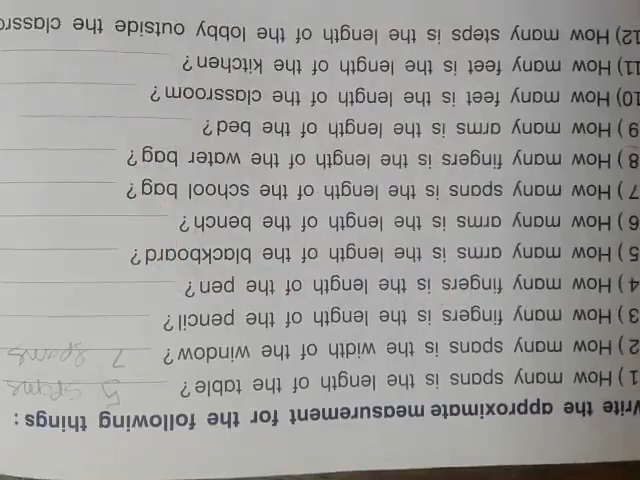 Write the approximate measurement for the following things :
1) How many spans is the length of the table? 5 spans
2) How many spans is the width of the window? 7 spans
3) How many fingers is the length of the pencil?
4) How many fingers is the length of the pen?
5) How many arms is the length of the blackboard?
6) How many arms is the length of the bench?
7) How many spans is the length of the school bag?
8) How many fingers is the length of the water bag?
9) How many arms is the length of the bed?
10) How many feet is the length of the classroom?
11) How many feet is the length of the kitchen?
12) How many steps is the length of the lobby outside the classro